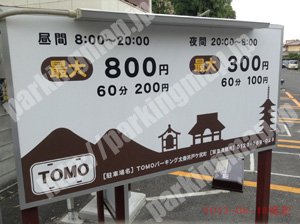 昼間 8:00~20:00
夜間 20:00~8:00
最大 800円
最大 300円
60分 200円
60分 100円
TOMO
【駐車場名】TOMOパーキング